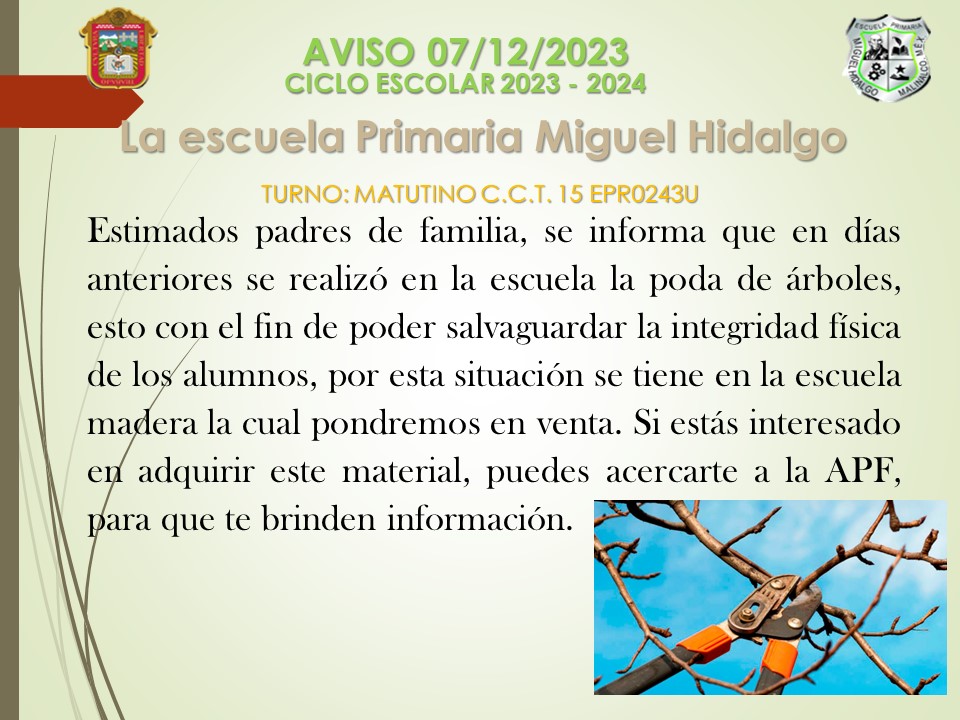 AVISO 07/12/2023
CICLO ESCOLAR 2023 - 2024
La escuela Primaria Miguel Hidalgo
TURNO: MATUTINO C.C.T. 15 EPR0243U
Estimados padres de familia, se informa que en días
anteriores se realizó en la escuela la poda de árboles,
esto con el fin de poder salvaguardar la integridad física
de los alumnos, por esta situación se tiene en la escuela
madera la cual pondremos en venta. Si estás interesado
en adquirir este material, puedes acercarte a la APF,
para que te brinden información.
ESCUELA PRIMARIA
MIGUEL HIDALGO
MALINALCO, MÉX.